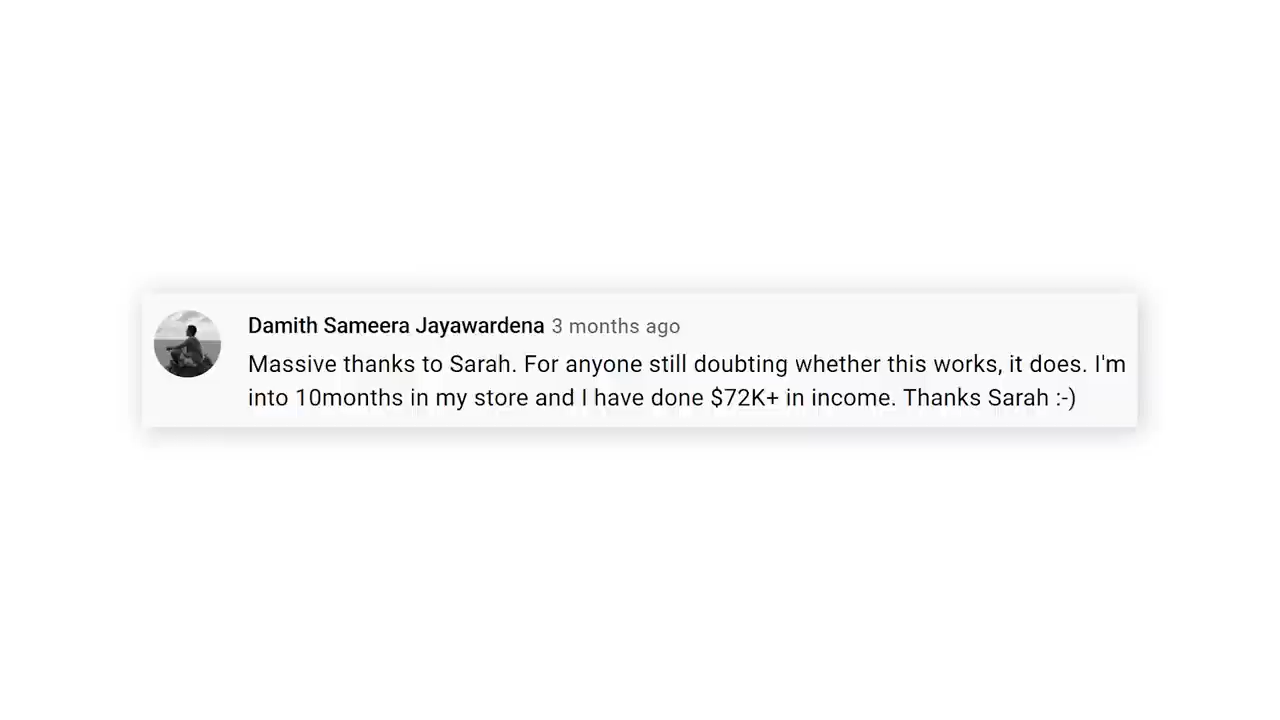 Damith Sameera Jayawardena 3 months ago
Massive thanks to Sarah. For anyone still doubting whether this works, it does. I'm
into 10months in my store and I have done $72K+ in income. Thanks Sarah :-)